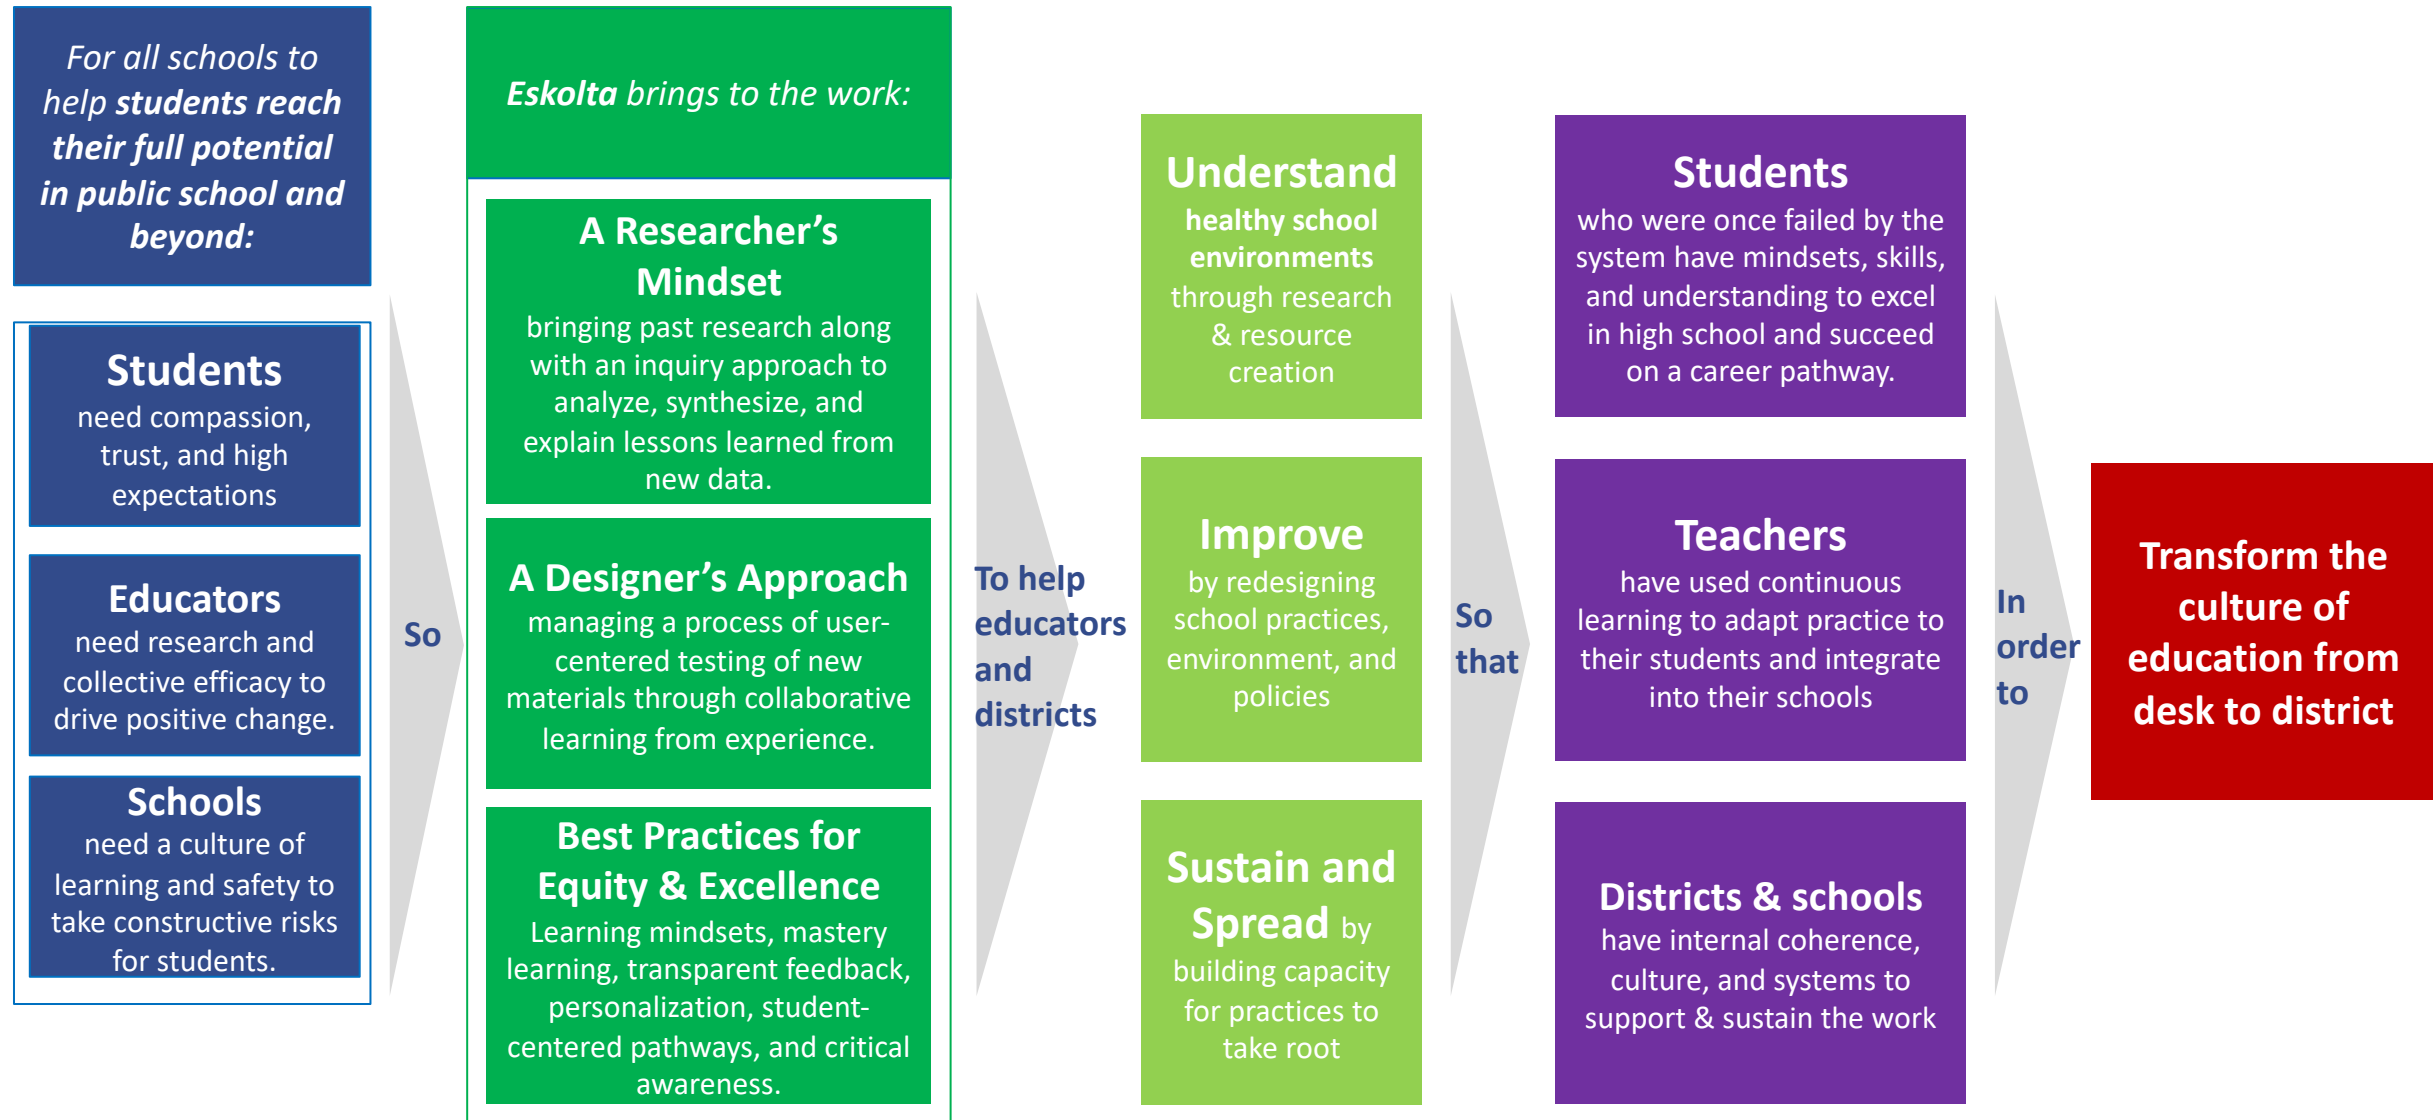 For all schools to
help students reach
their full potential
in public school and
beyond:
Students
need compassion,
trust, and high
expectations
Educators
need research and
collective efficacy to
drive positive change.
Schools
need a culture of
learning and safety to
take constructive risks
for students.
So
Eskolta brings to the work:
A Researcher’s
Mindset
bringing past research along
with an inquiry approach to
analyze, synthesize, and
explain lessons learned from
new data.
A Designer’s Approach
managing a process of user-
centered testing of new
materials through collaborative
learning from experience.
Best Practices for
Equity & Excellence
Learning mindsets, mastery
learning, transparent feedback,
personalization, student-
centered pathways, and critical
awareness.
To help
educators
and
districts
Understand
healthy school
environments
through research
& resource
creation
Improve
by redesigning
school practices,
environment, and
policies
Sustain and
Spread by
building capacity
for practices to
take root
So
that
Students
who were once failed by the
system have mindsets, skills,
and understanding to excel
in high school and succeed
on a career pathway.
Teachers
have used continuous
learning to adapt practice to
their students and integrate
into their schools
Districts & schools
have internal coherence,
culture, and systems to
support & sustain the work
In
order
to
Transform the
culture of
education from
desk to district